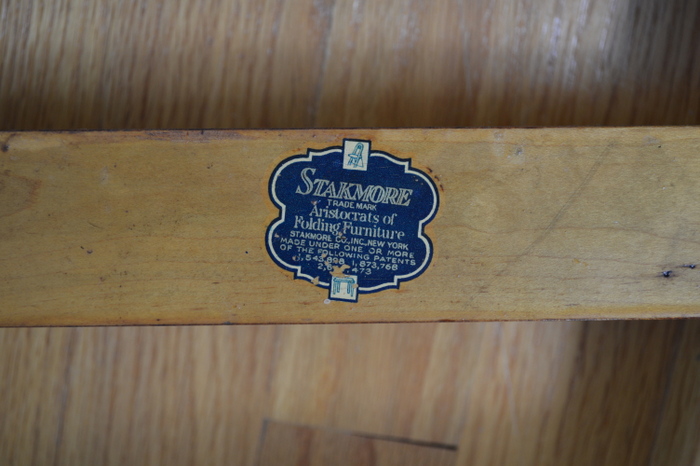 STAKMORE
TRADE MARK
Aristocrats of
Folding Furniture
STAKMORE CO., INC., NEW YORK
MADE UNDER ONE OR MORE
OF THE FOLLOWING PATENTS
1,873,768
473